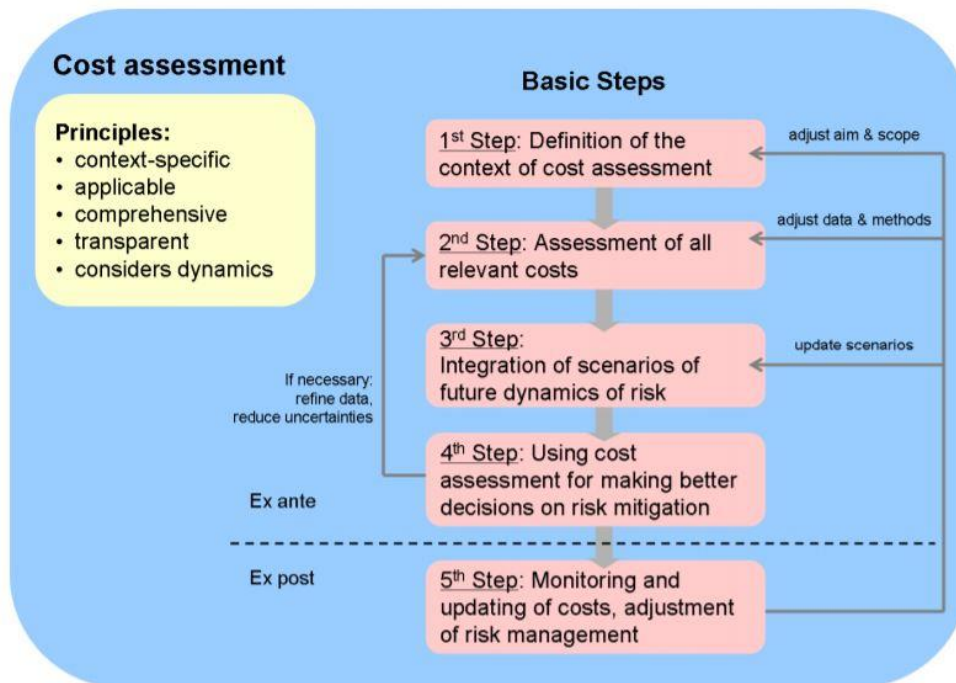 Cost assessment
Principles:
• context-specific
• applicable
• comprehensive
• transparent
• considers dynamics
Basic Steps
1st Step: Definition of the
context of cost assessment
adjust aim & scope
2nd Step: Assessment of all
relevant costs
adjust data & methods
3rd Step:
Integration of scenarios of
future dynamics of risk
update scenarios
If necessary:
refine data,
reduce uncertainties
4th Step: Using cost
assessment for making better
decisions on risk mitigation
Ex ante
Ex post
5th Step: Monitoring and
updating of costs, adjustment
of risk management